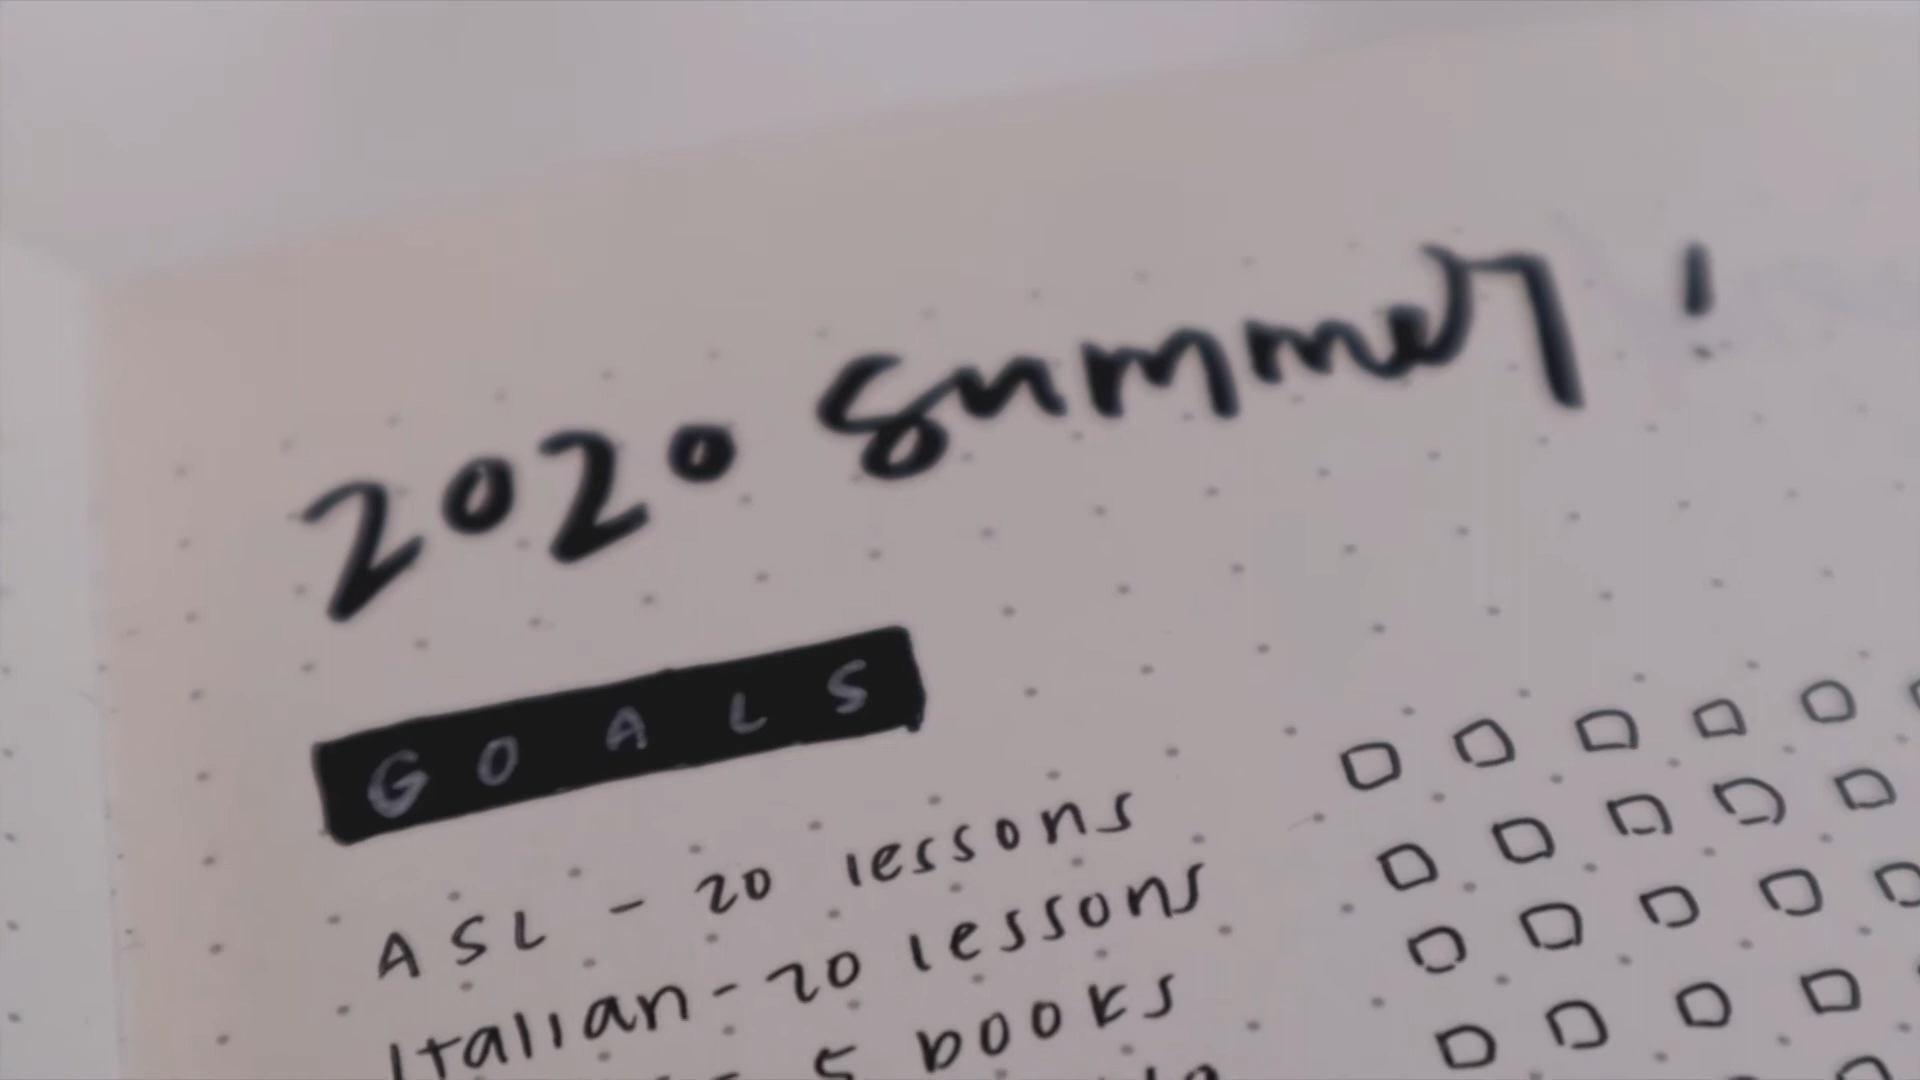 2020 summer!
GOALS
ASL - 20 lessons
Italian - 20 lessons
- 5 books